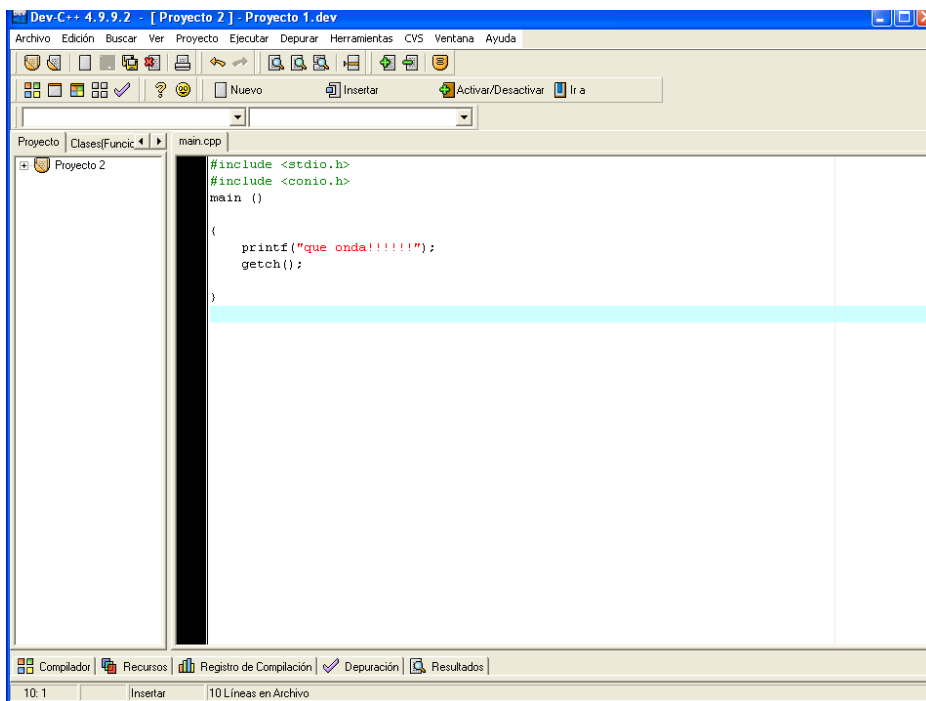 Dev-C++ 4.9.9.2 - [ Proyecto 2 ] - Proyecto 1.dev
Archivo Edición Buscar Ver Proyecto Ejecutar Depurar Herramientas CVS Ventana Ayuda
Nuevo Insertar Activar/Desactivar Ir a
Proyecto Clases(Funcic main.cpp
Proyecto 2
#include <stdio.h>
#include <conio.h>
main ()
{
printf("que onda!!!!!!");
getch();
}
Compilador Recursos Registro de Compilación Depuración Resultados
10: 1 Insertar 10 Líneas en Archivo